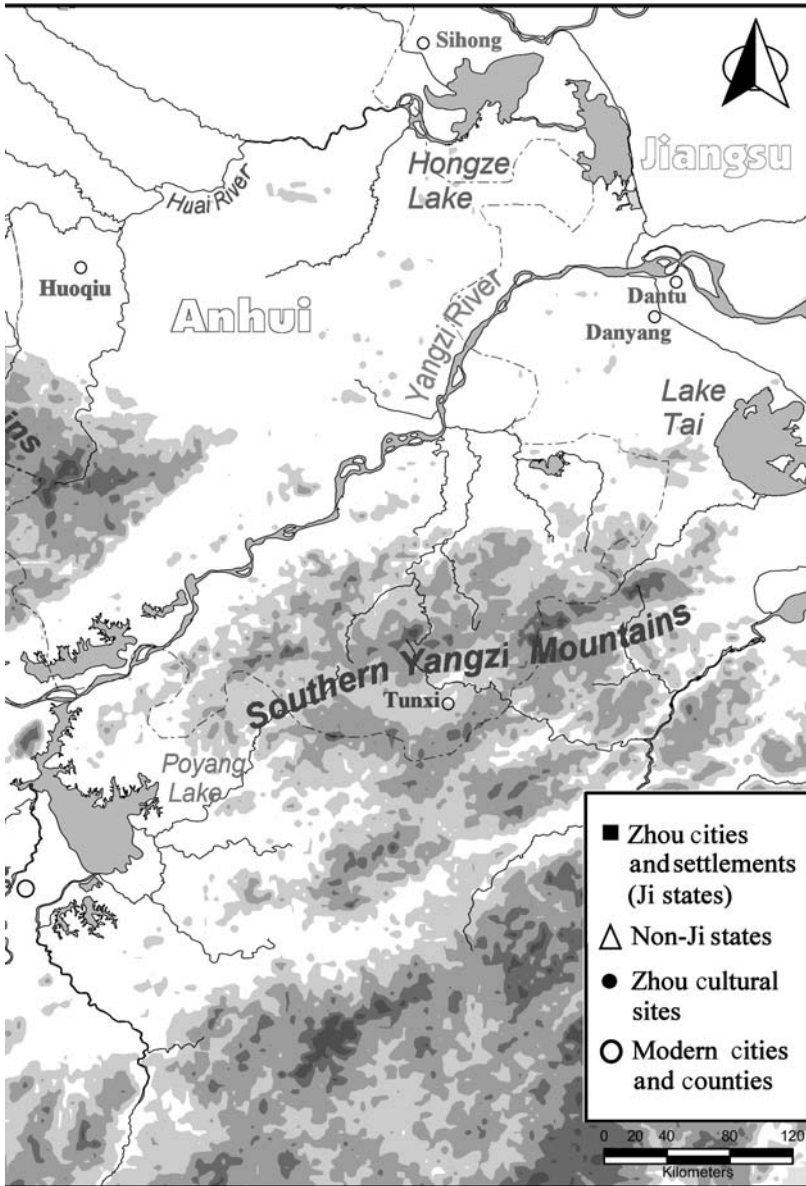 Sihong
Jiangsu
Hongze
Lake
Huai River
Huoqiu
Anhui
Yangzi River
Dantu
Danyang
Lake
Tai
ins
Southern Yangzi Mountains
Tunxi
Poyang
Lake
Zhou cities
and settlements
(Ji states)
Non-Ji states
Zhou cultural
sites
Modern cities
and counties
0 20 40 80 120
Kilometers